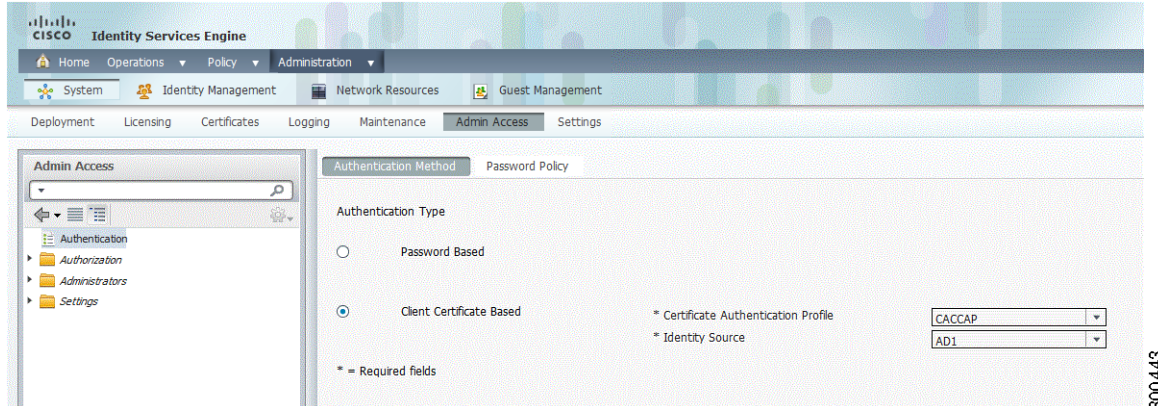 CISCO Identity Services Engine
Home Operations Policy Administration
System Identity Management Network Resources Guest Management
Deployment Licensing Certificates Logging Maintenance Admin Access Settings
Admin Access
Authentication
Authorization
Administrators
Settings
Authentication Method Password Policy
Authentication Type
Password Based
Client Certificate Based
* Certificate Authentication Profile CACCAP
* Identity Source AD1
* = Required fields
300443